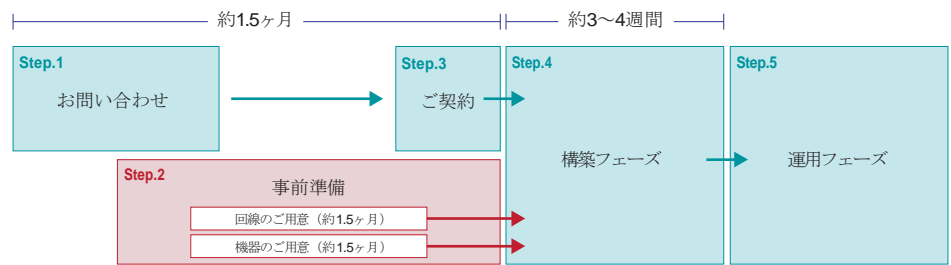 約1.5ヶ月
約3～4週間
Step.1
お問い合わせ
Step.3
ご契約
Step.4
構築フェーズ
Step.5
運用フェーズ
Step.2
事前準備
回線のご用意（約1.5ヶ月）
機器のご用意（約1.5ヶ月）